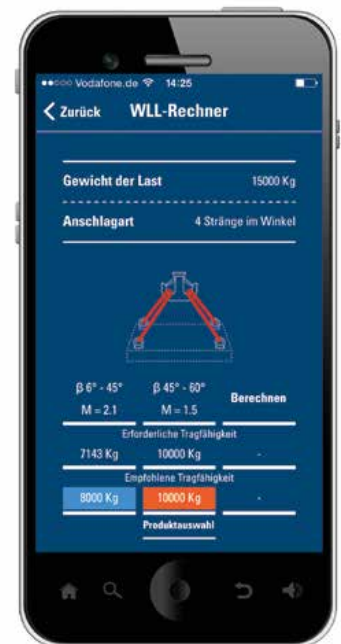 Vodafone.de 14:25
Zurück WLL-Rechner
Gewicht der Last 15000 Kg
Anschlagart 4 Stränge im Winkel
β 6° - 45° β 45° - 60° Berechnen
M = 2.1 M = 1.5
Erforderliche Tragfähigkeit
7143 Kg 10000 Kg -
Empfohlene Tragfähigkeit
8000 Kg 10000 Kg -
Produktauswahl